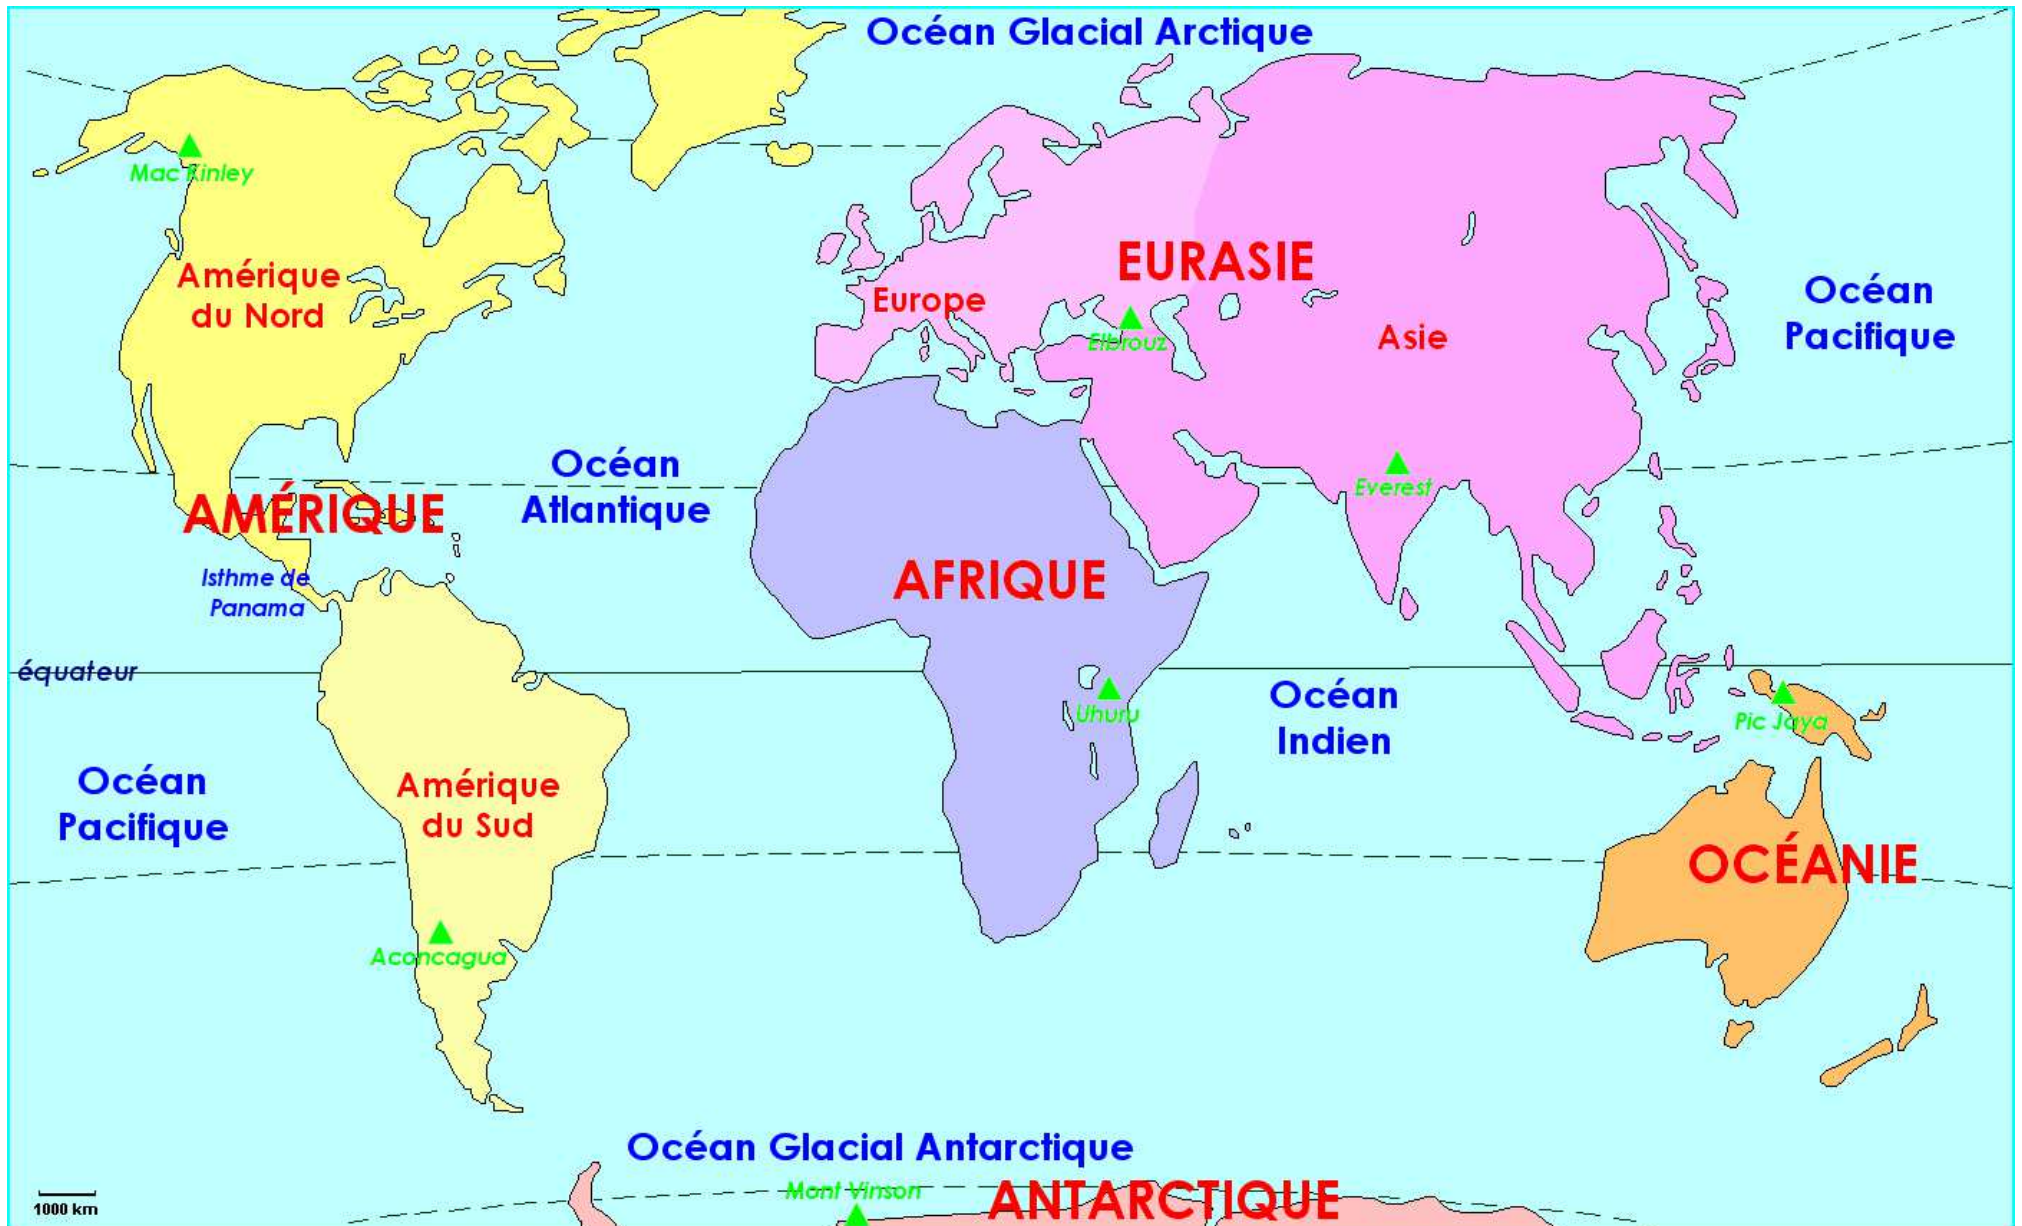 Océan Glacial Arctique
Mac Kinley
Amérique
du Nord
EURASIE
Europe
Elbrouz
Asie
Océan
Pacifique
Océan
Atlantique
AMÉRIQUE
Everest
Isthme de
Panama
AFRIQUE
équateur
Océan
Indien
Uhuru
Pic Jaya
Océan
Pacifique
Amérique
du Sud
OCÉANIE
Aconcagua
Océan Glacial Antarctique
Mont Vinson
ANTARCTIQUE
1000 km